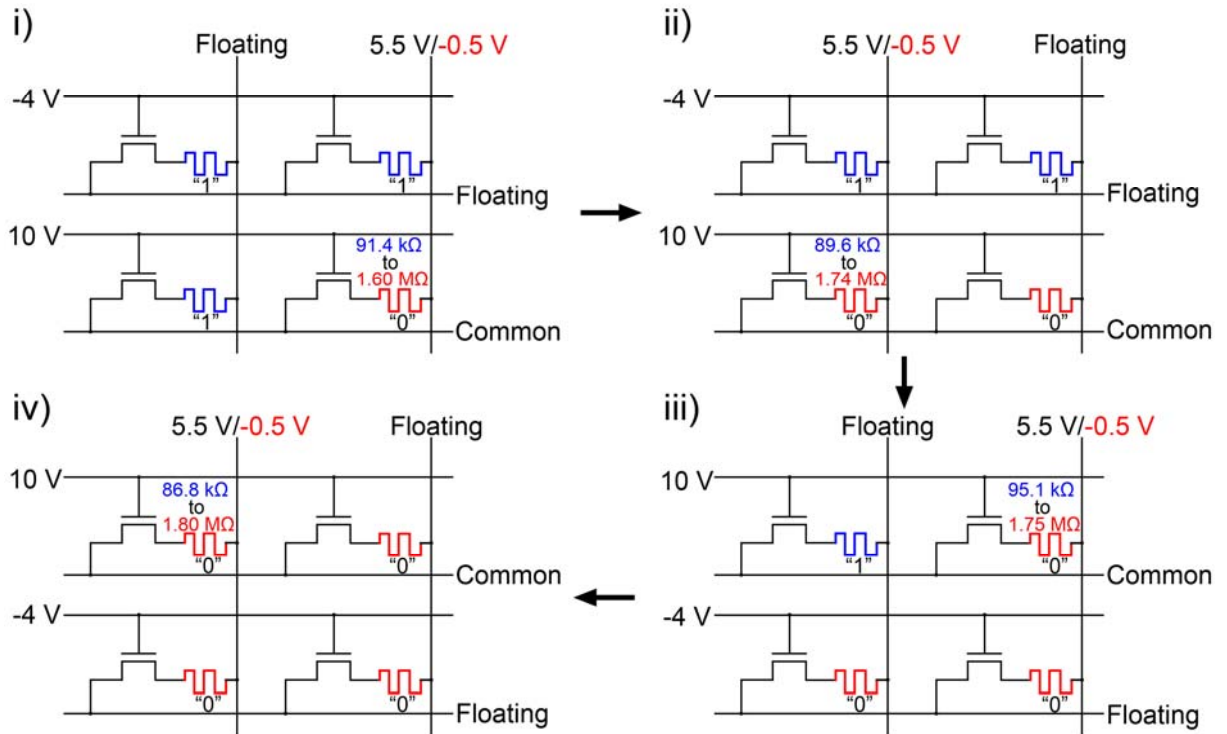 i)
Floating
5.5 V/-0.5 V
-4 V
“1”
“1”
Floating
10 V
91.4 kΩ
to
1.60 MΩ
“1”
“0”
Common
ii)
5.5 V/-0.5 V
Floating
-4 V
“1”
“1”
Floating
10 V
89.6 kΩ
to
1.74 MΩ
“0”
“0”
Common
iii)
Floating
5.5 V/-0.5 V
10 V
95.1 kΩ
to
1.75 MΩ
“1”
“0”
Common
-4 V
“0”
“0”
Floating
iv)
5.5 V/-0.5 V
Floating
10 V
86.8 kΩ
to
1.80 MΩ
“0”
“0”
Common
-4 V
“0”
“0”
Floating